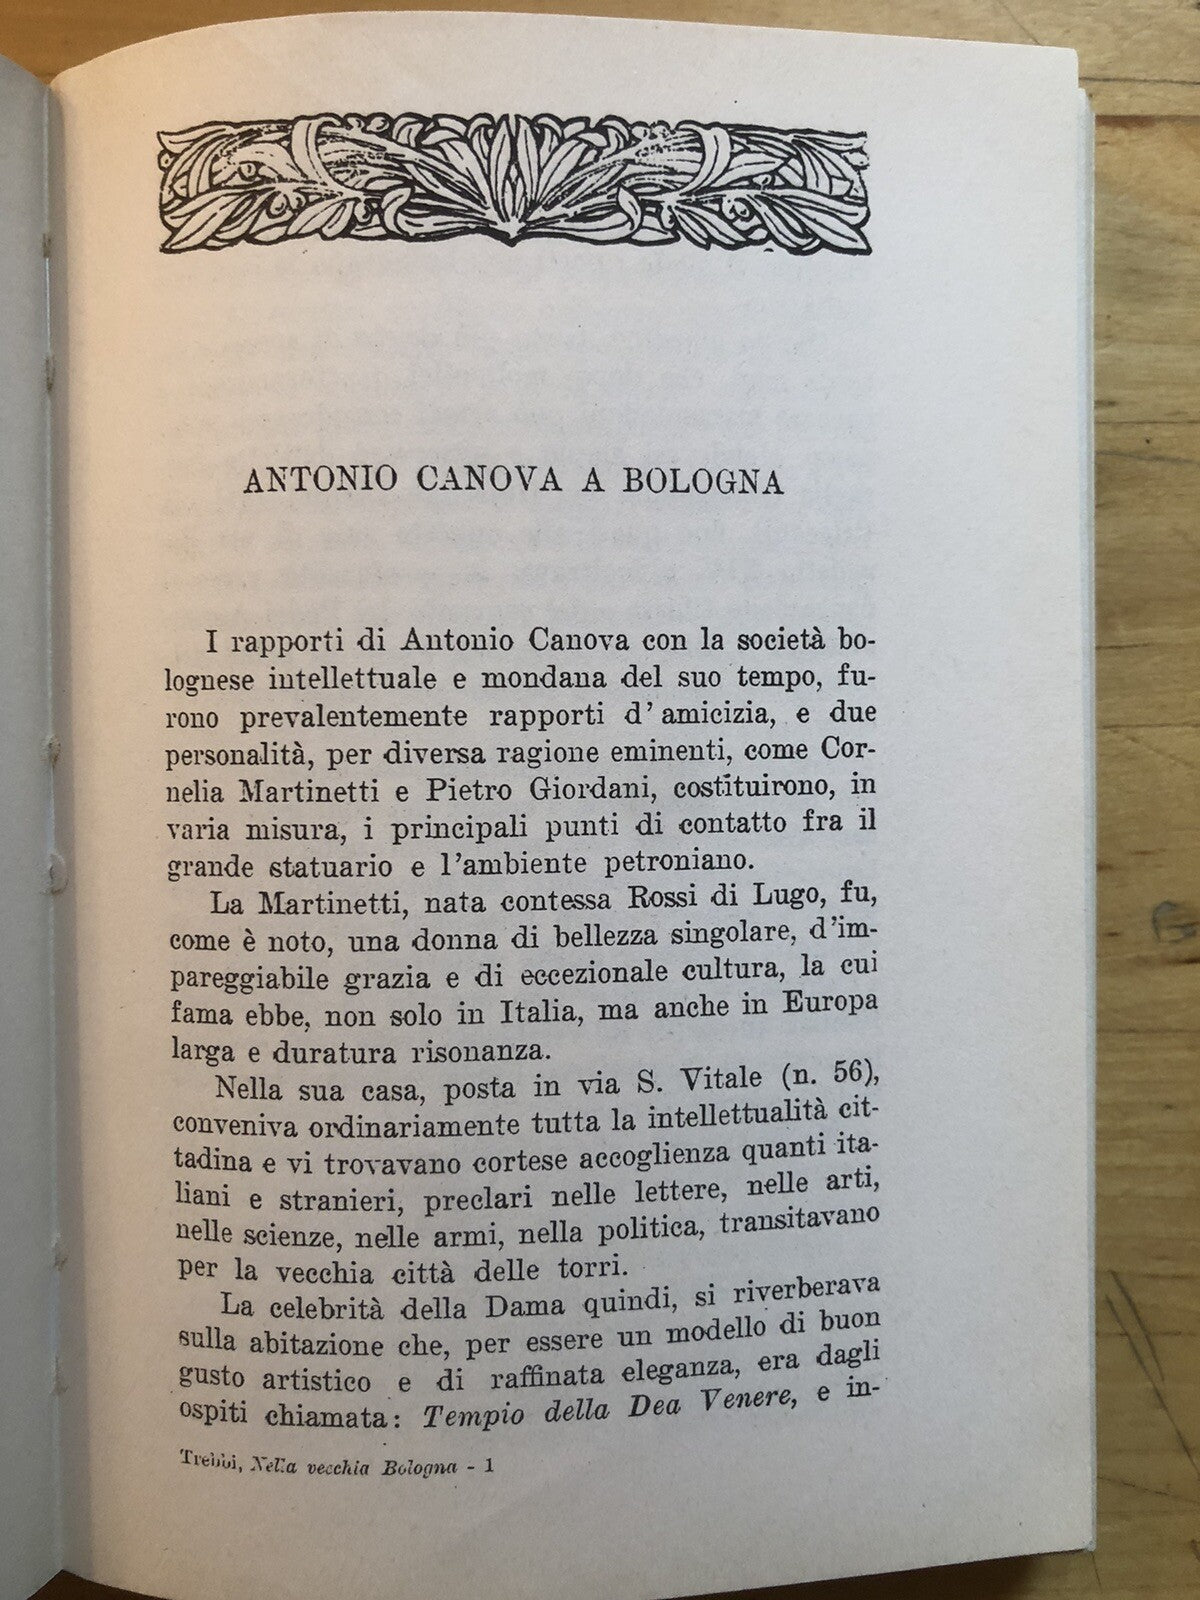 ANTONIO CANOVA A BOLOGNA
I rapporti di Antonio Canova con la società bo-
lognese intellettuale e mondana del suo tempo, fu-
rono prevalentemente rapporti d'amicizia, e due
personalità, per diversa ragione eminenti, come Cor-
nelia Martinetti e Pietro Giordani, costituirono, in
varia misura, i principali punti di contatto fra il
grande statuario e l'ambiente petroniano.
La Martinetti, nata contessa Rossi di Lugo, fu,
come è noto, una donna di bellezza singolare, d'im-
pareggiabile grazia e di eccezionale cultura, la cui
fama ebbe, non solo in Italia, ma anche in Europa
larga e duratura risonanza.
Nella sua casa, posta in via S. Vitale (n. 56),
conveniva ordinariamente tutta la intellettualità cit-
tadina e vi trovavano cortese accoglienza quanti ita-
liani e stranieri, preclari nelle lettere, nelle arti,
nelle scienze, nelle armi, nella politica, transitavano
per la vecchia città delle torri.
La celebrità della Dama quindi, si riverberava
sulla abitazione che, per essere un modello di buon
gusto artistico e di raffinata eleganza, era dagli
ospiti chiamata: Tempio della Dea Venere, e in-
Trebbi, Nella vecchia Bologna - 1